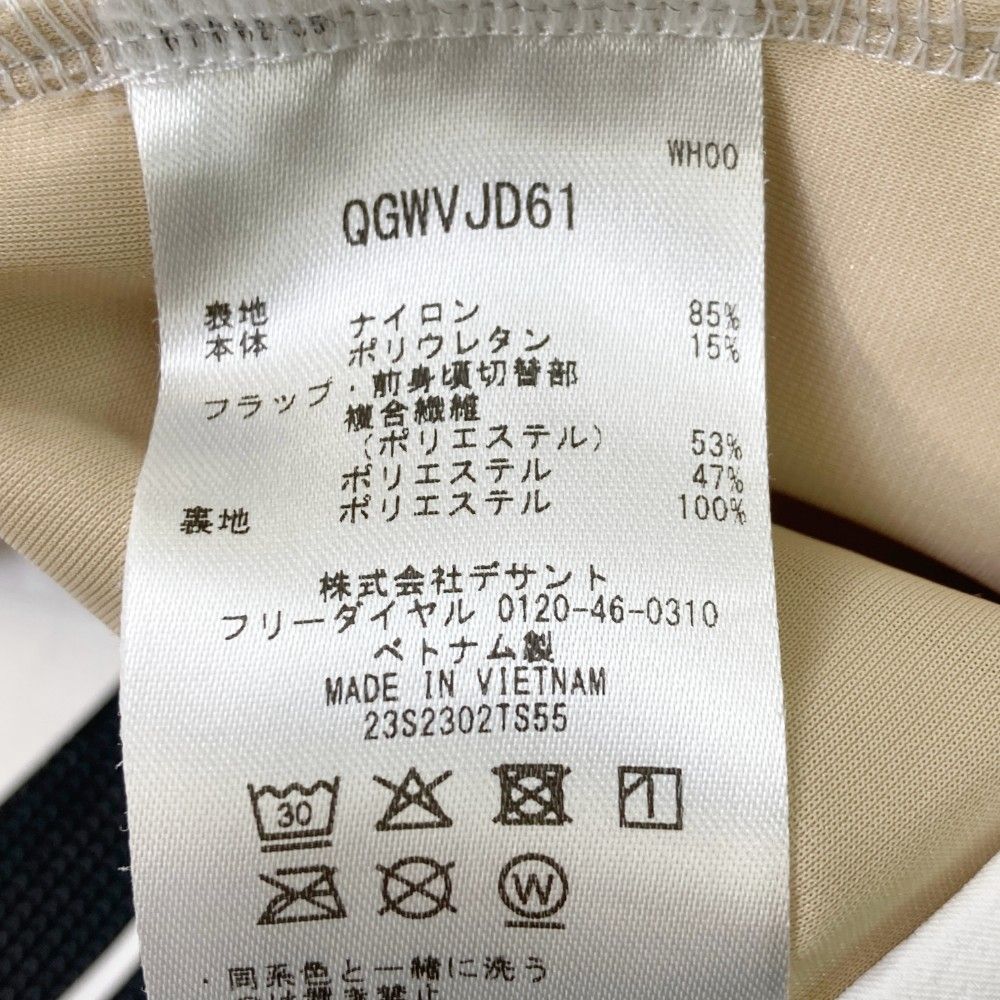 WH00
QGWVJD61
表地 ナイロン 85%
本体 ポリウレタン 15%
フラップ・前身頃切替部
複合繊維
(ポリエステル) 53%
ポリエステル 47%
裏地 ポリエステル 100%
株式会社デサント
フリーダイヤル 0120-46-0310
ベトナム製
MADE IN VIETNAM
23S2302TS55
30
W
・同系色と一緒に洗う